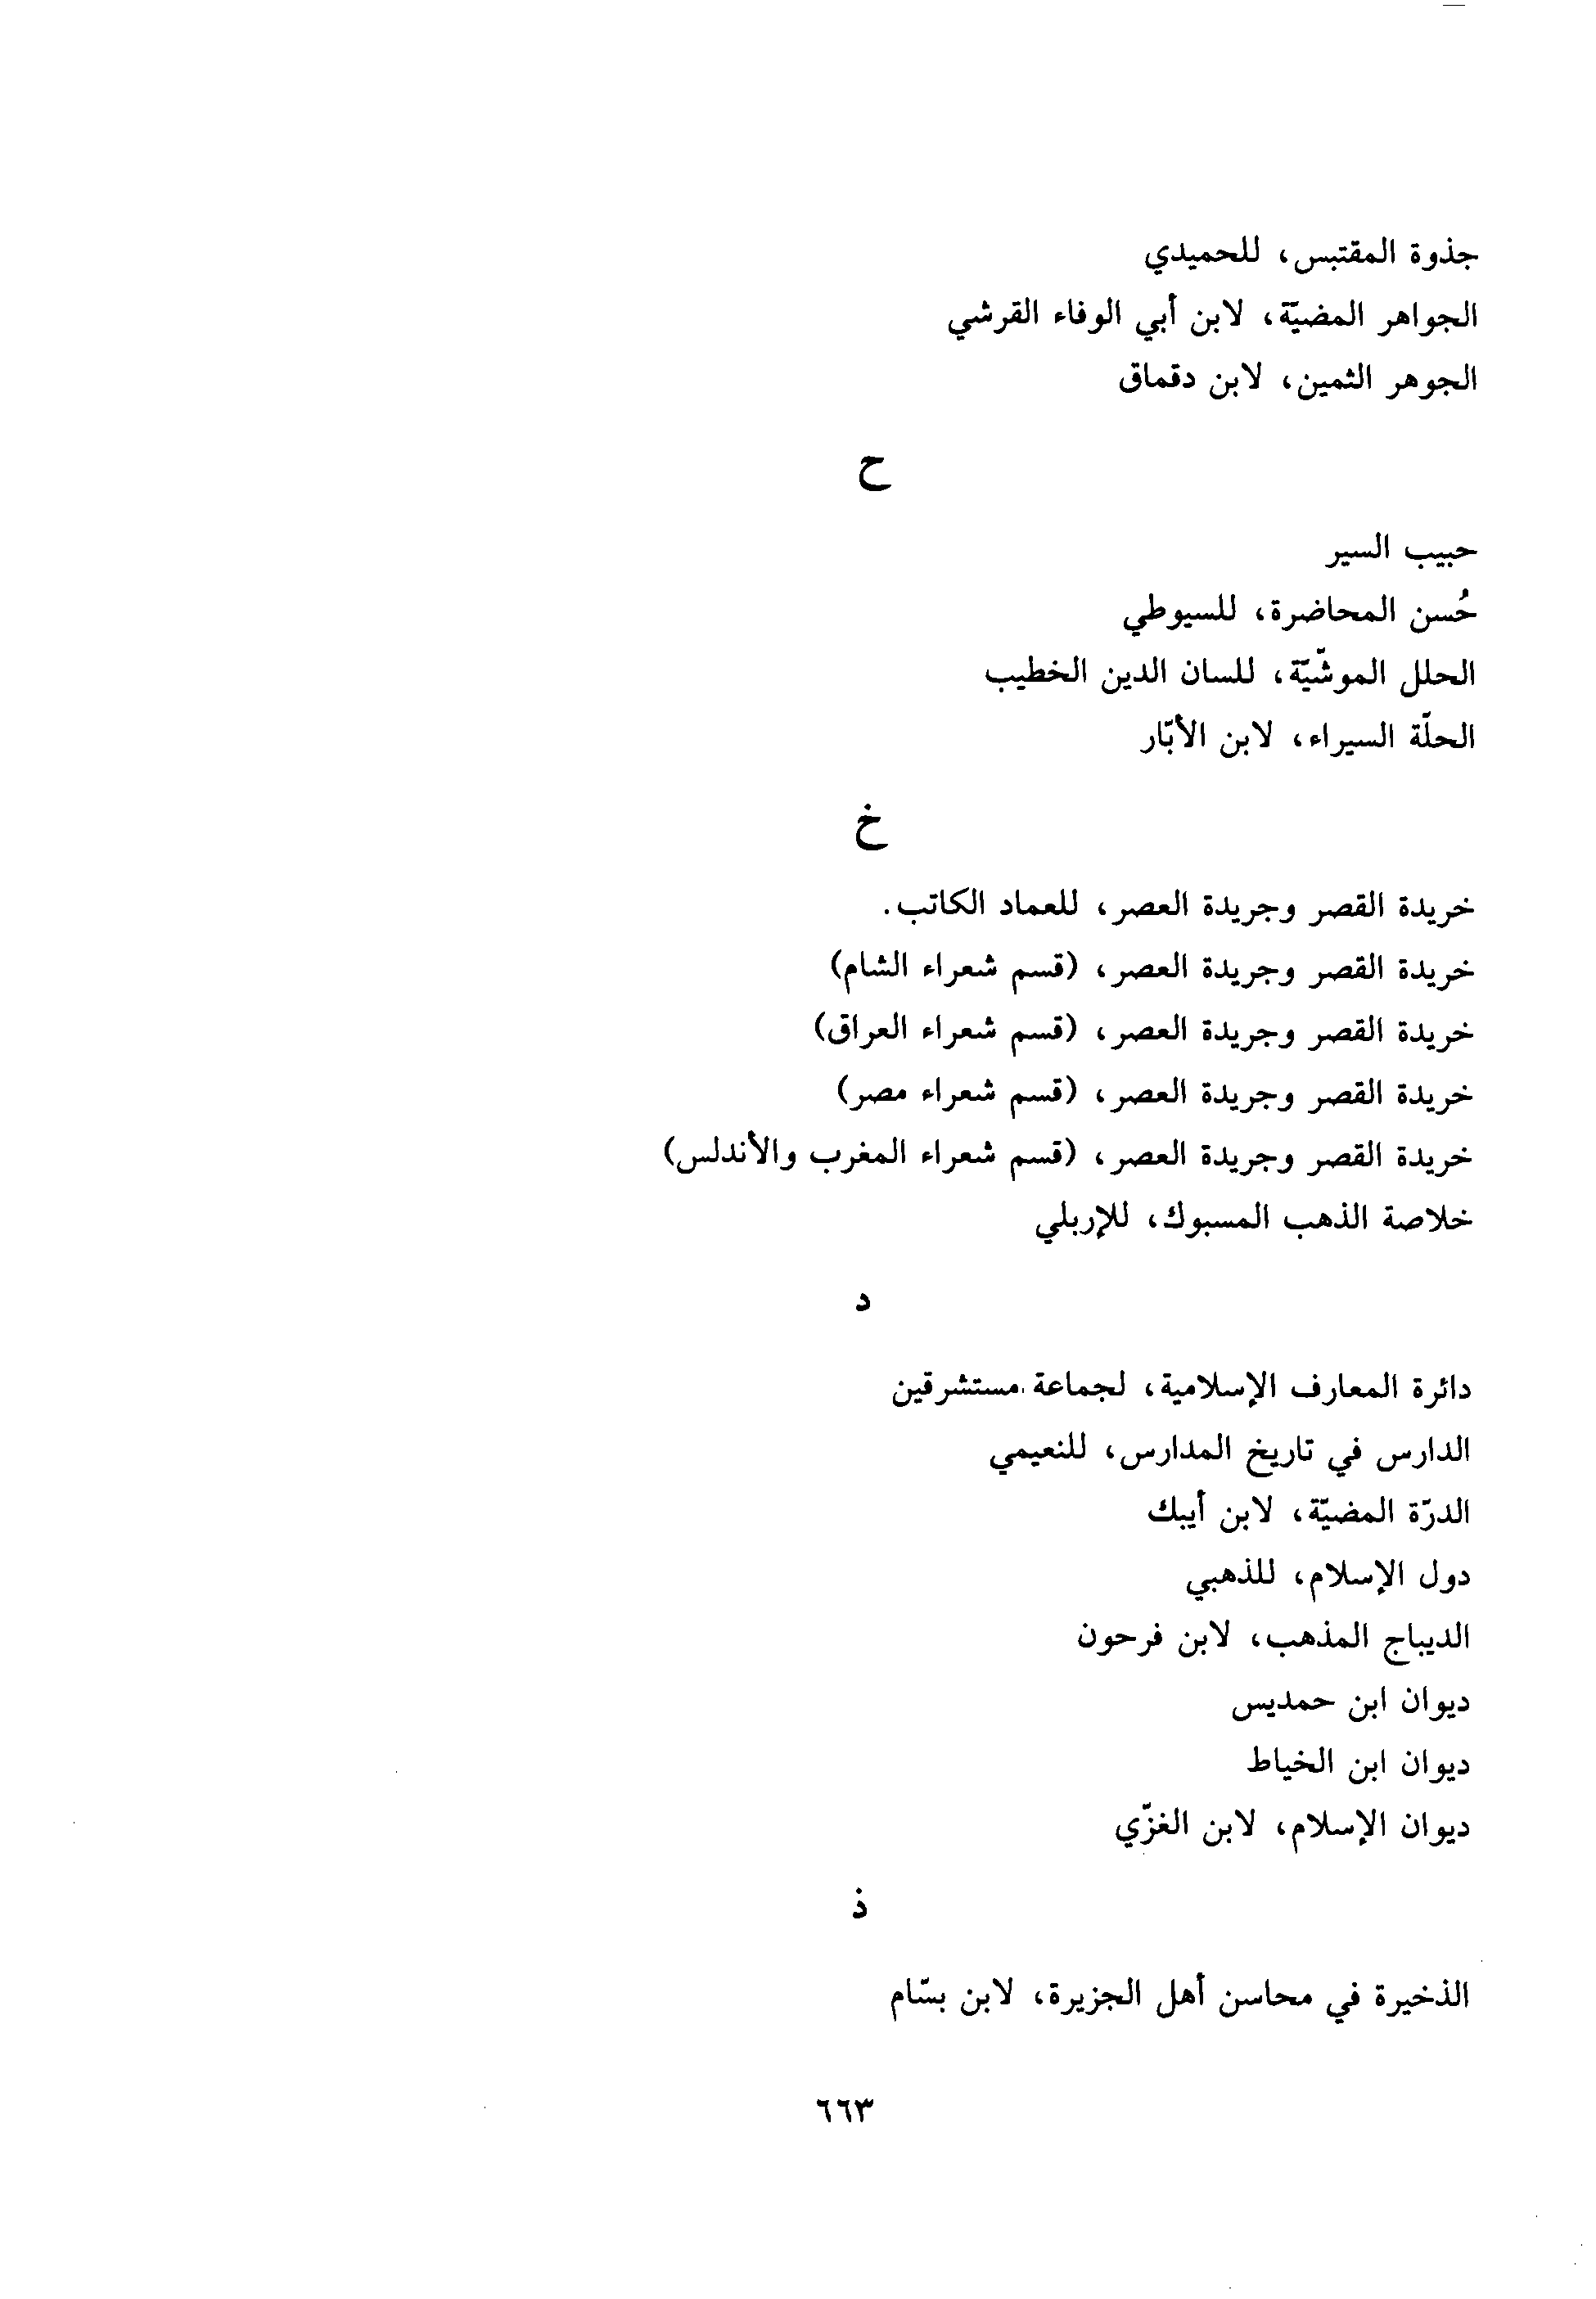 جذوة المقتبس، للحميدي
الجواهر المضيّة، لابن أبي الوفاء القرشي
الجوهر الثمين، لابن دقماق
ح
حبيب السير
حُسن المحاضرة، للسيوطي
الحلل الموشّيّة، للسان الدين الخطيب
الحلّة السيراء، لابن الأبّار
خ
خريدة القصر وجريدة العصر، للعماد الكاتب.
خريدة القصر وجريدة العصر، (قسم شعراء الشام)
خريدة القصر وجريدة العصر، (قسم شعراء العراق)
خريدة القصر وجريدة العصر، (قسم شعراء مصر)
خريدة القصر وجريدة العصر، (قسم شعراء المغرب والأندلس)
خلاصة الذهب المسبوك، للإربلي
د
دائرة المعارف الإسلامية، لجماعة مستشرقين
الدارس في تاريخ المدارس، للنعيمي
الدرّة المضيّة، لابن أيبك
دول الإسلام، للذهبي
الديباج المذهب، لابن فرحون
ديوان ابن حمديس
ديوان ابن الخياط
ديوان الإسلام، لابن الغزّي
ذ
الذخيرة في محاسن أهل الجزيرة، لابن بسّام
٦٦٣